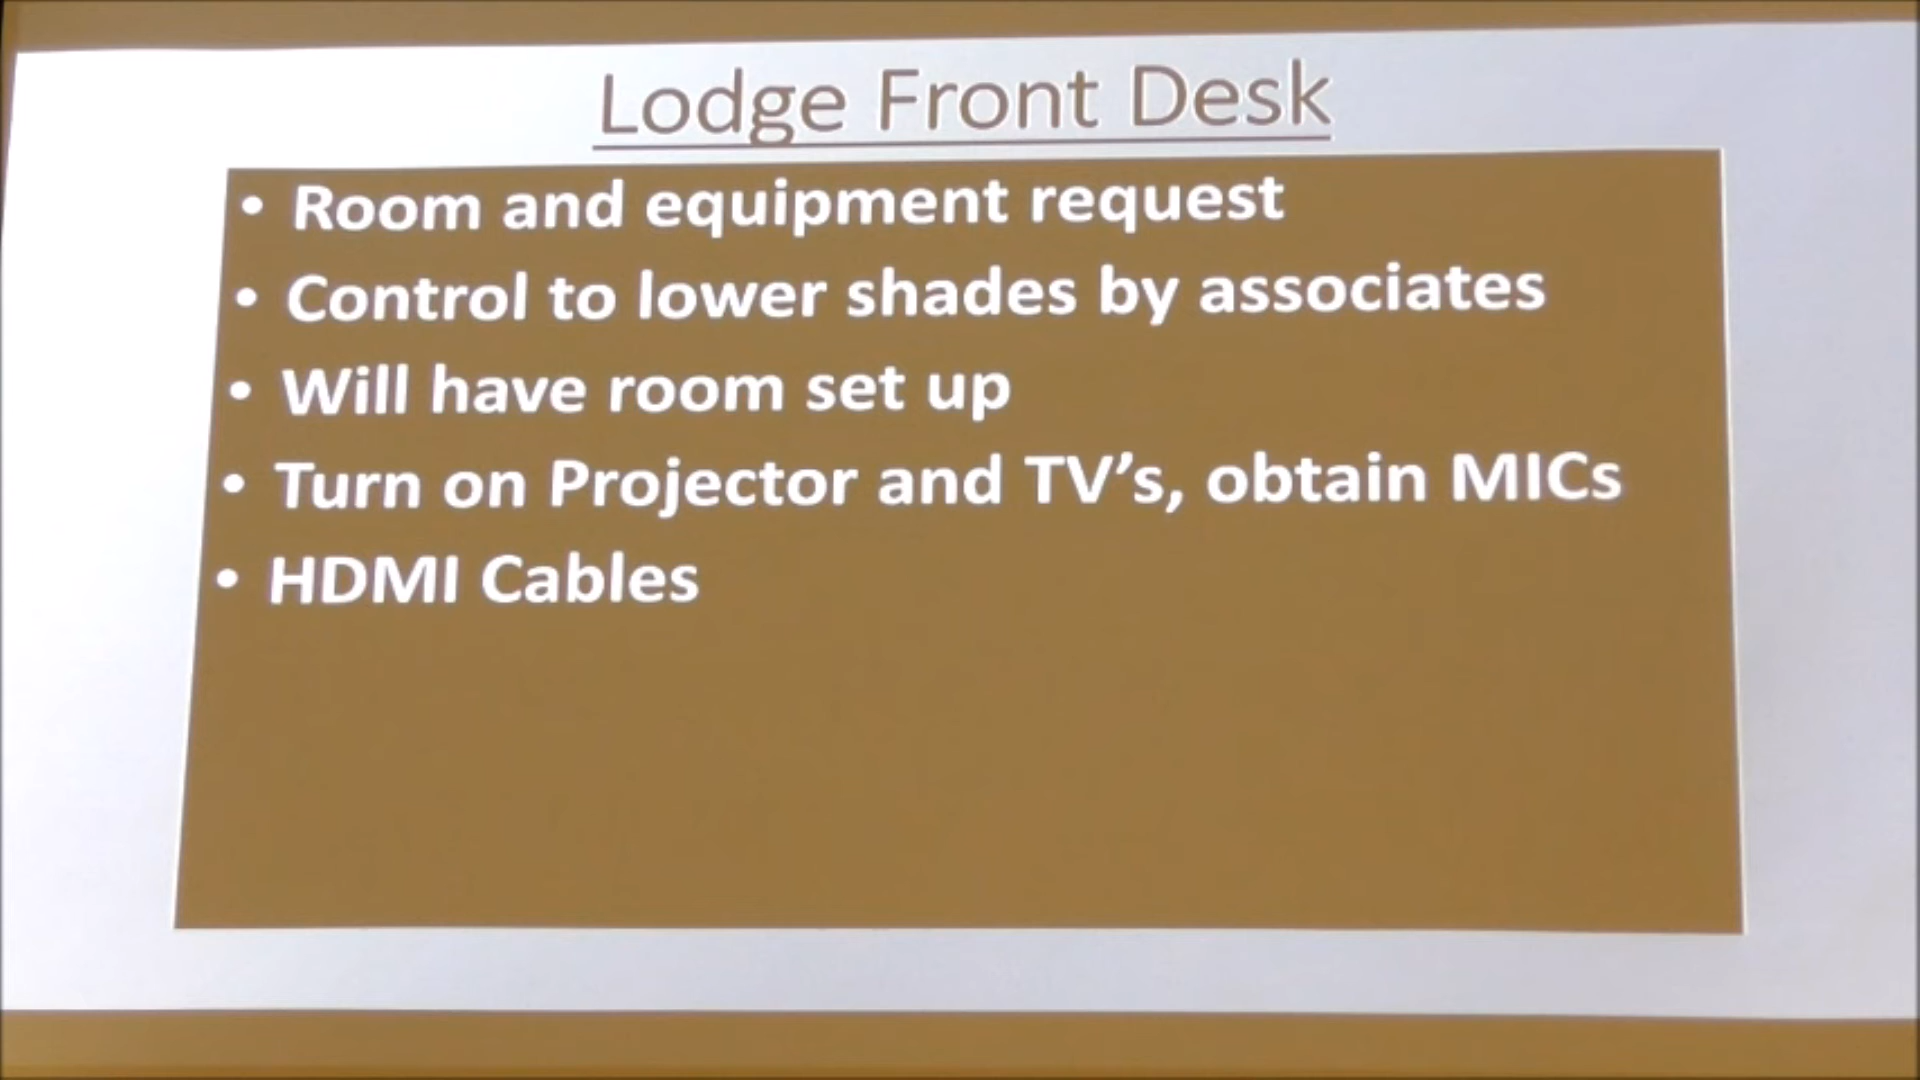 Lodge Front Desk
• Room and equipment request
• Control to lower shades by associates
• Will have room set up
• Turn on Projector and TV’s, obtain MICs
• HDMI Cables